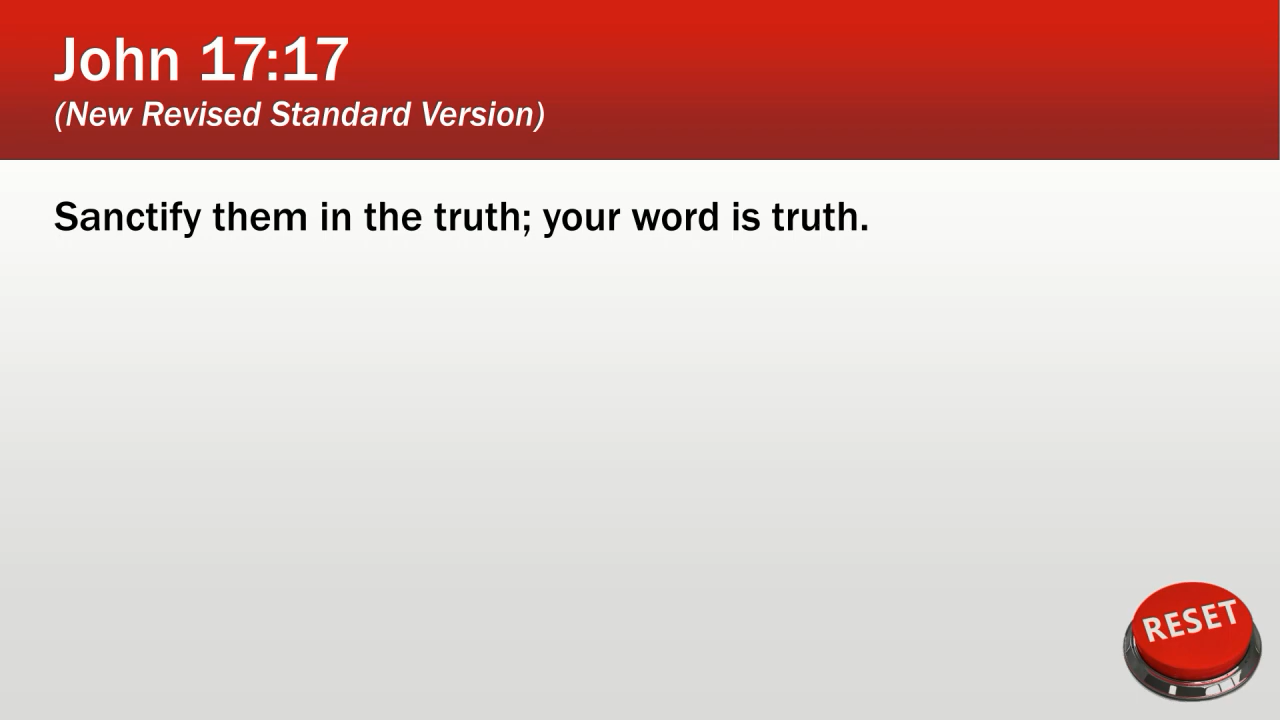 John 17:17
(New Revised Standard Version)
Sanctify them in the truth; your word is truth.
RESET